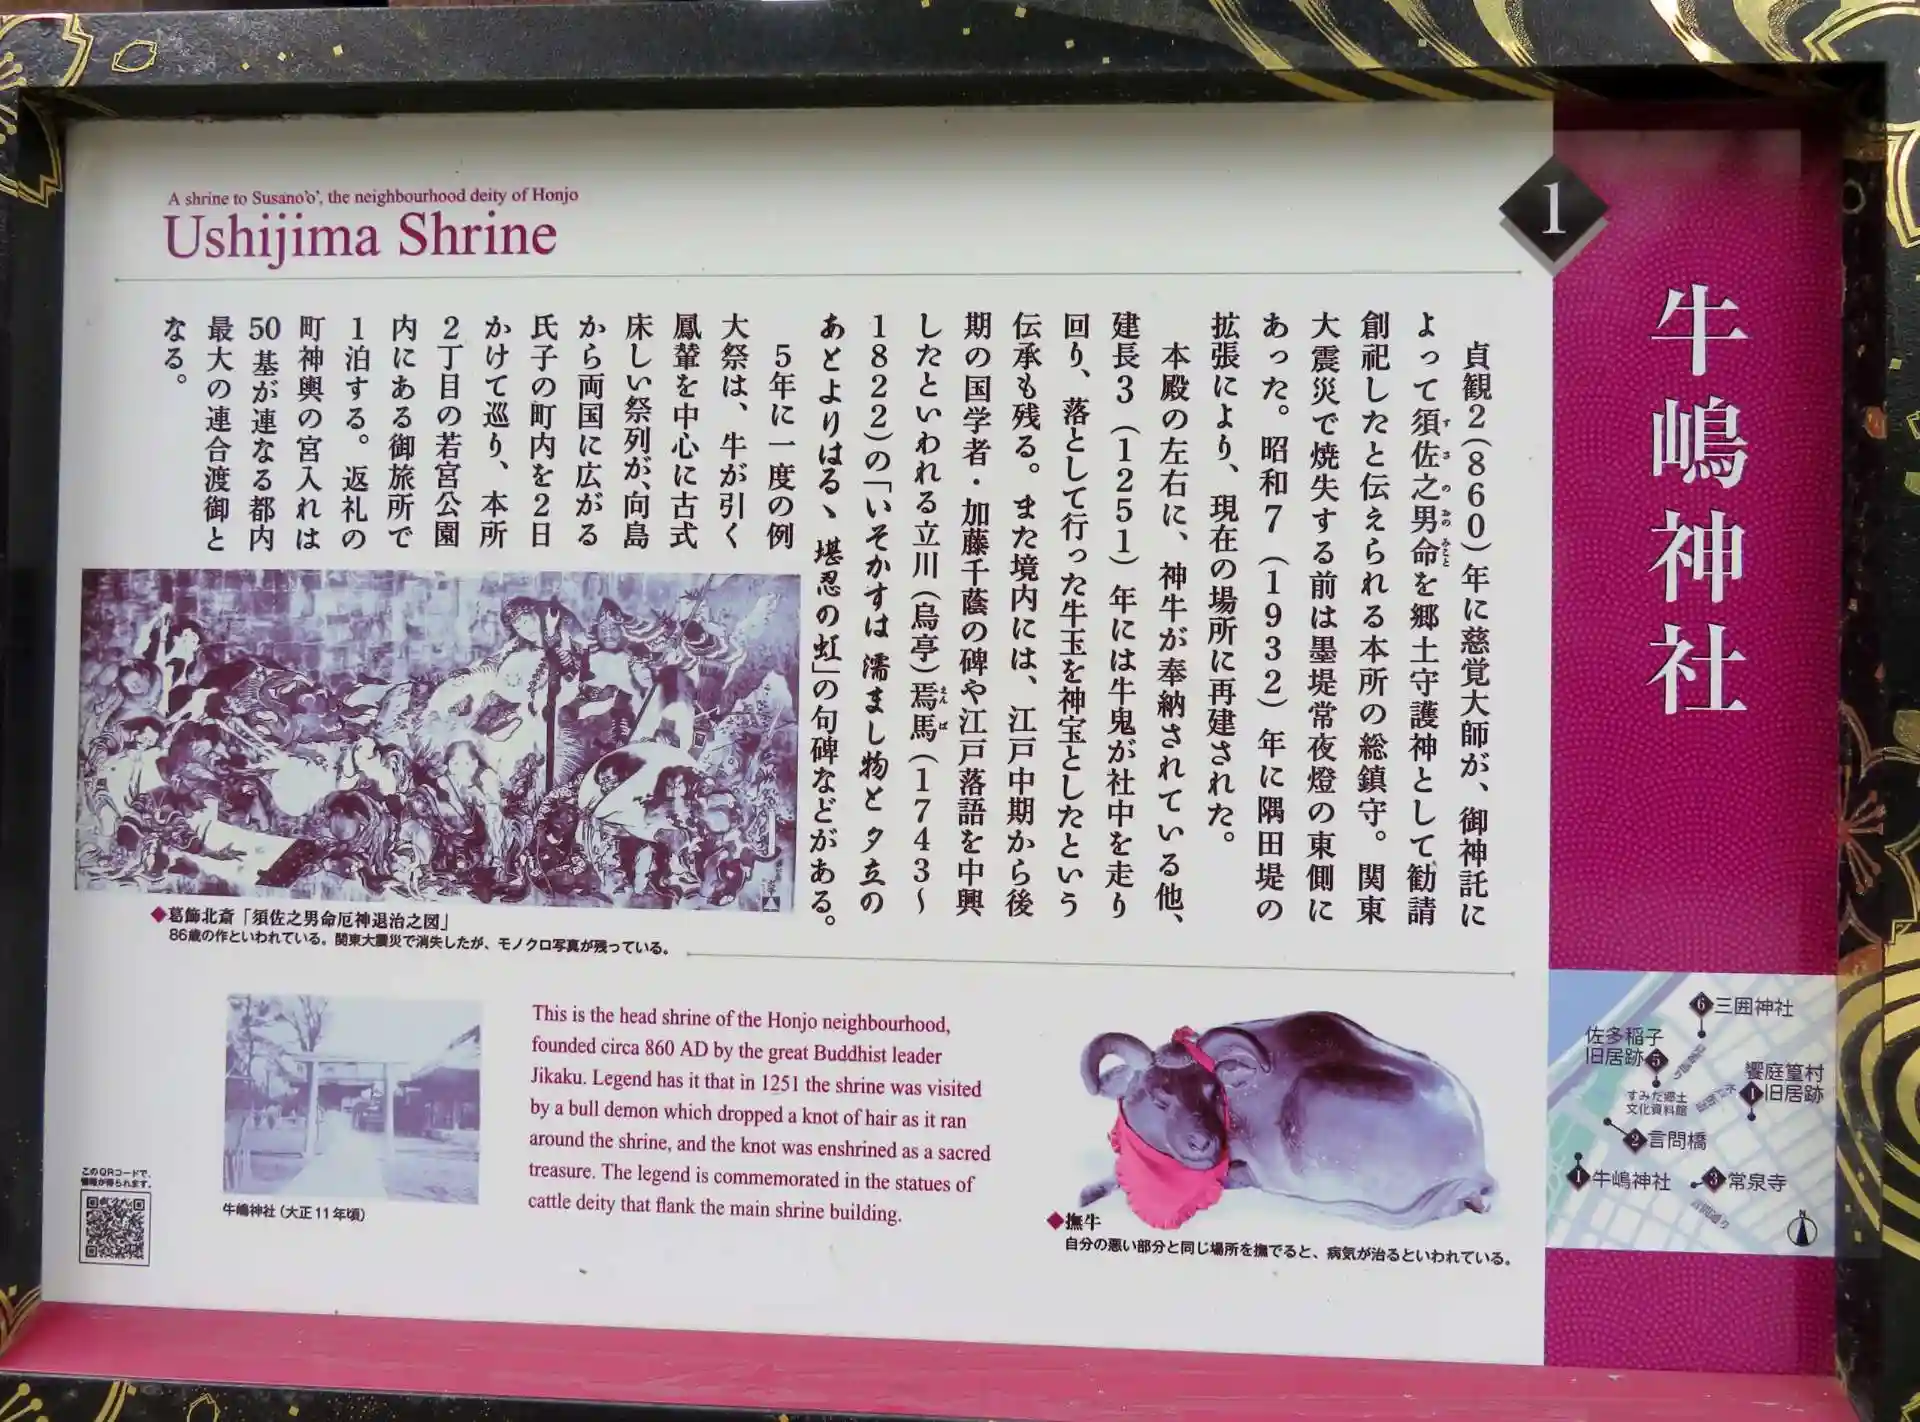 牛嶋神社
1
A shrine to Susano'o', the neighbourhood deity of Honjo
Ushijima Shrine
貞観2(860)年に慈覚大師が、御神託に
よって須佐之男命を郷土守護神として勧請
すさのおのみこと
創祀したと伝えられる本所の総鎮守。関東
大震災で焼失する前は墨堤常夜燈の東側に
あった。昭和7(1932)年に隅田堤の
拡張により、現在の場所に再建された。
本殿の左右に、神牛が奉納されている他、
建長3(1251)年には牛鬼が社中を走り
回り、落として行った牛玉を神宝としたという
伝承も残る。また境内には、江戸中期から後
期の国学者・加藤千蔭の碑や江戸落語を中興
したといわれる立川(烏亭)焉馬(1743〜
えんば
1822)の「いそかすは 濡まし物と 夕立の
あとよりはるゝ 堪忍の虹」の句碑などがある。
5年に一度の例
大祭は、牛が引く
鳳輦を中心に古式
床しい祭列が、向島
から両国に広がる
氏子の町内を2日
かけて巡り、本所
2丁目の若宮公園
内にある御旅所で
1泊する。返礼の
町神輿の宮入れは
50基が連なる都内
最大の連合渡御と
なる。
◆葛飾北斎「須佐之男命厄神退治之図」
86歳の作といわれている。関東大震災で消失したが、モノクロ写真が残っている。
このQRコードで、
情報が得られます。
牛嶋神社(大正11年頃)
This is the head shrine of the Honjo neighbourhood,
founded circa 860 AD by the great Buddhist leader
Jikaku. Legend has it that in 1251 the shrine was visited
by a bull demon which dropped a knot of hair as it ran
around the shrine, and the knot was enshrined as a sacred
treasure. The legend is commemorated in the statues of
cattle deity that flank the main shrine building.
◆撫牛
自分の悪い部分と同じ場所を撫でると、病気が治るといわれている。
6 三囲神社
佐多稲子
旧居跡 5
すみだ郷土
文化資料館
饗庭篁村
旧居跡
2 言問橋
1 牛嶋神社
3 常泉寺
N